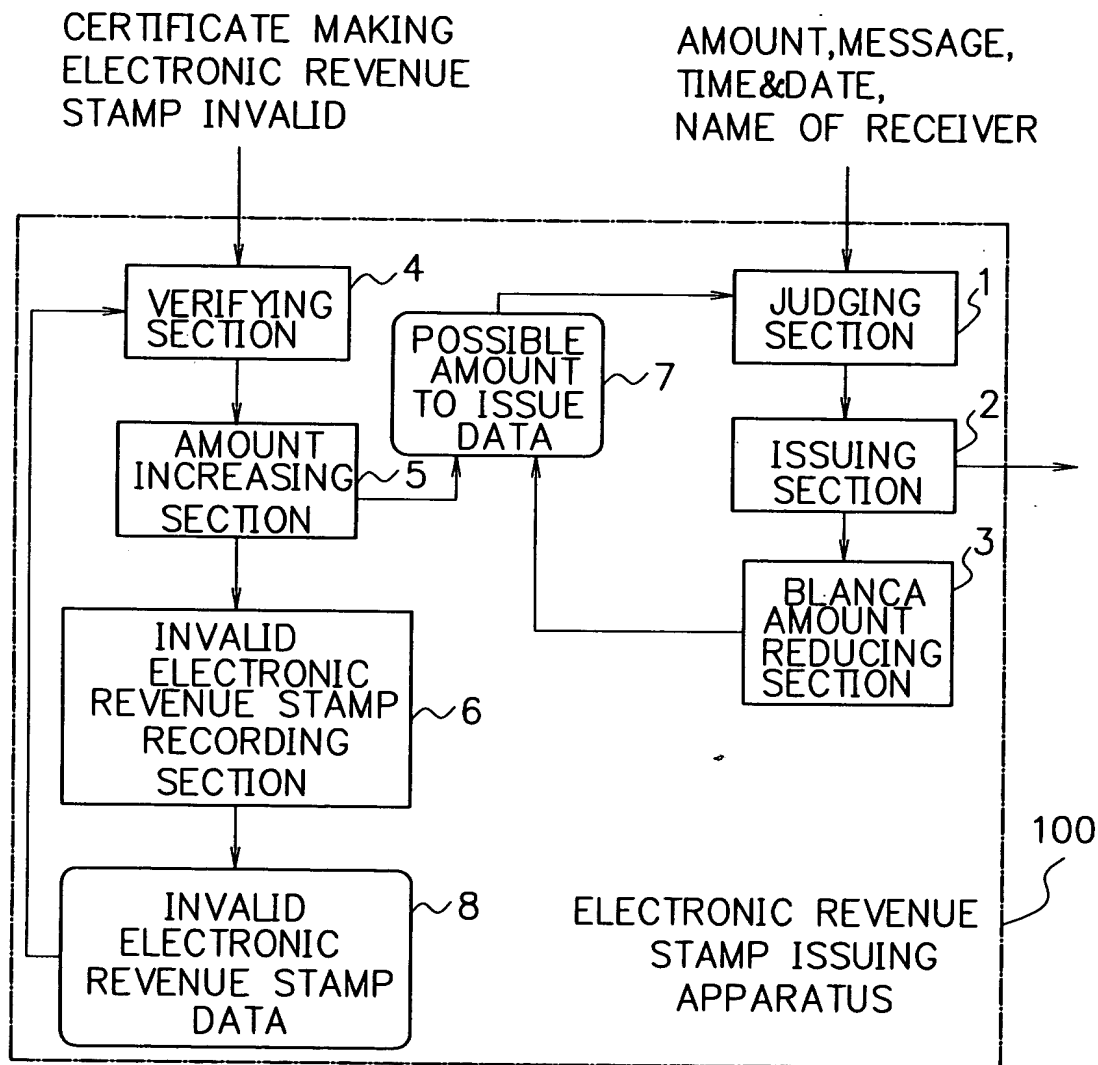 CERTIFICATE MAKING
ELECTRONIC REVENUE
STAMP INVALID
AMOUNT,MESSAGE,
TIME&DATE,
NAME OF RECEIVER
4
VERIFYING
SECTION
1
JUDGING
SECTION
POSSIBLE
AMOUNT
TO ISSUE
DATA
7
2
ISSUING
SECTION
AMOUNT
INCREASING
SECTION
5
3
BLANCA
AMOUNT
REDUCING
SECTION
INVALID
ELECTRONIC
REVENUE STAMP
RECORDING
SECTION
6
100
INVALID
ELECTRONIC
REVENUE STAMP
DATA
8
ELECTRONIC REVENUE
STAMP ISSUING
APPARATUS